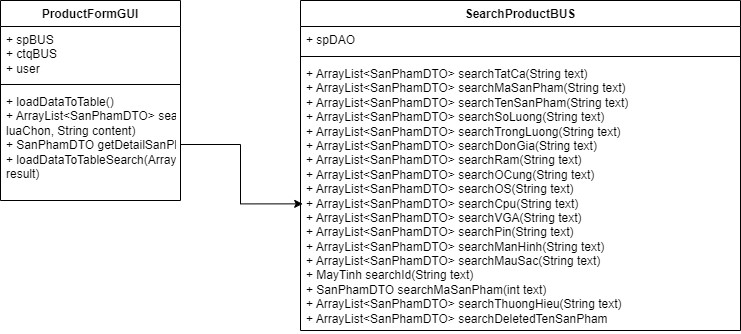 ProductFormGUI
+ spBUS
+ ctqBUS
+ user
+ loadDataToTable()
+ ArrayList<SanPhamDTO> sea
luaChon, String content)
+ SanPhamDTO getDetailSanPl
+ loadDataToTableSearch(Array
result)
SearchProductBUS
+ spDAO
+ ArrayList<SanPhamDTO> searchTatCa(String text)
+ ArrayList<SanPhamDTO> searchMaSanPham(String text)
+ ArrayList<SanPhamDTO> searchTenSanPham(String text)
+ ArrayList<SanPhamDTO> searchSoLuong(String text)
+ ArrayList<SanPhamDTO> searchTrongLuong(String text)
+ ArrayList<SanPhamDTO> searchDonGia(String text)
+ ArrayList<SanPhamDTO> searchRam(String text)
+ ArrayList<SanPhamDTO> searchOCung(String text)
+ ArrayList<SanPhamDTO> searchOS(String text)
+ ArrayList<SanPhamDTO> searchCpu(String text)
+ ArrayList<SanPhamDTO> searchVGA(String text)
+ ArrayList<SanPhamDTO> searchPin(String text)
+ ArrayList<SanPhamDTO> searchManHinh(String text)
+ ArrayList<SanPhamDTO> searchMauSac(String text)
+ MayTinh searchId(String text)
+ SanPhamDTO searchMaSanPham(int text)
+ ArrayList<SanPhamDTO> searchThuongHieu(String text)
+ ArrayList<SanPhamDTO> searchDeletedTenSanPham